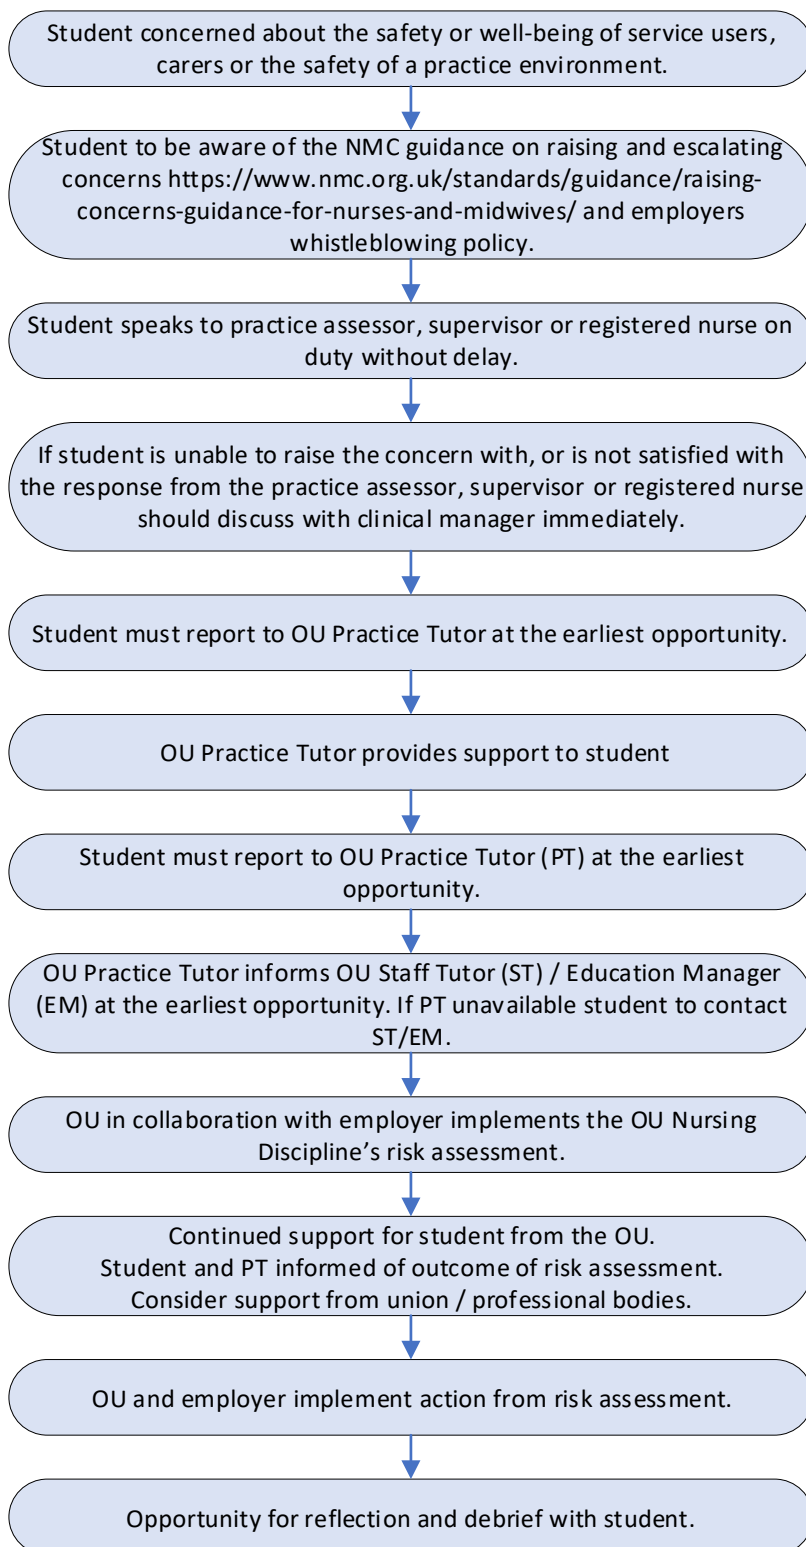 Student concerned about the safety or well-being of service users,
carers or the safety of a practice environment.
Student to be aware of the NMC guidance on raising and escalating
concerns https://www.nmc.org.uk/standards/guidance/raising-
concerns-guidance-for-nurses-and-midwives/ and employers
whistleblowing policy.
Student speaks to practice assessor, supervisor or registered nurse on
duty without delay.
If student is unable to raise the concern with, or is not satisfied with
the response from the practice assessor, supervisor or registered nurse
should discuss with clinical manager immediately.
Student must report to OU Practice Tutor at the earliest opportunity.
OU Practice Tutor provides support to student
Student must report to OU Practice Tutor (PT) at the earliest
opportunity.
OU Practice Tutor informs OU Staff Tutor (ST) / Education Manager
(EM) at the earliest opportunity. If PT unavailable student to contact
ST/EM.
OU in collaboration with employer implements the OU Nursing
Discipline’s risk assessment.
Continued support for student from the OU.
Student and PT informed of outcome of risk assessment.
Consider support from union / professional bodies.
OU and employer implement action from risk assessment.
Opportunity for reflection and debrief with student.